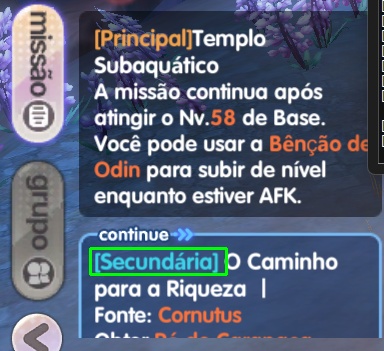 missão
grupo
[Principal]Templo
Subaquático
A missão continua após
atingir o Nv.58 de Base.
Você pode usar a Bênção de
Odin para subir de nível
enquanto estiver AFK.
continue
[Secundária] O Caminho
para a Riqueza |
Fonte: Cornutus